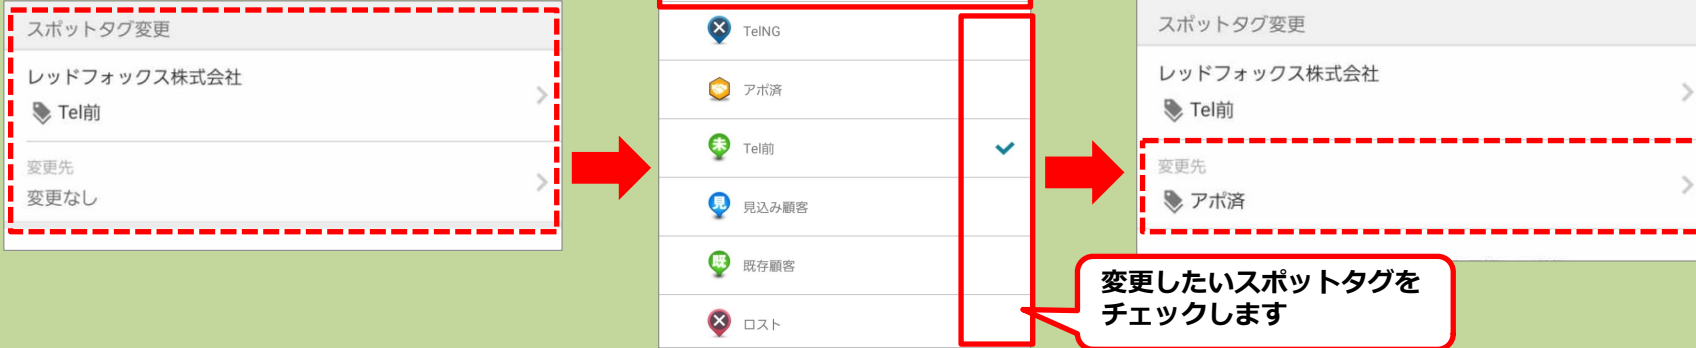 スポットタグ変更
レッドフォックス株式会社
Tel前
変更先
変更なし
TelNG
アポ済
未 Tel前
見 見込み顧客
既 既存顧客
ロスト
変更したいスポットタグを
チェックします
スポットタグ変更
レッドフォックス株式会社
Tel前
変更先
アポ済